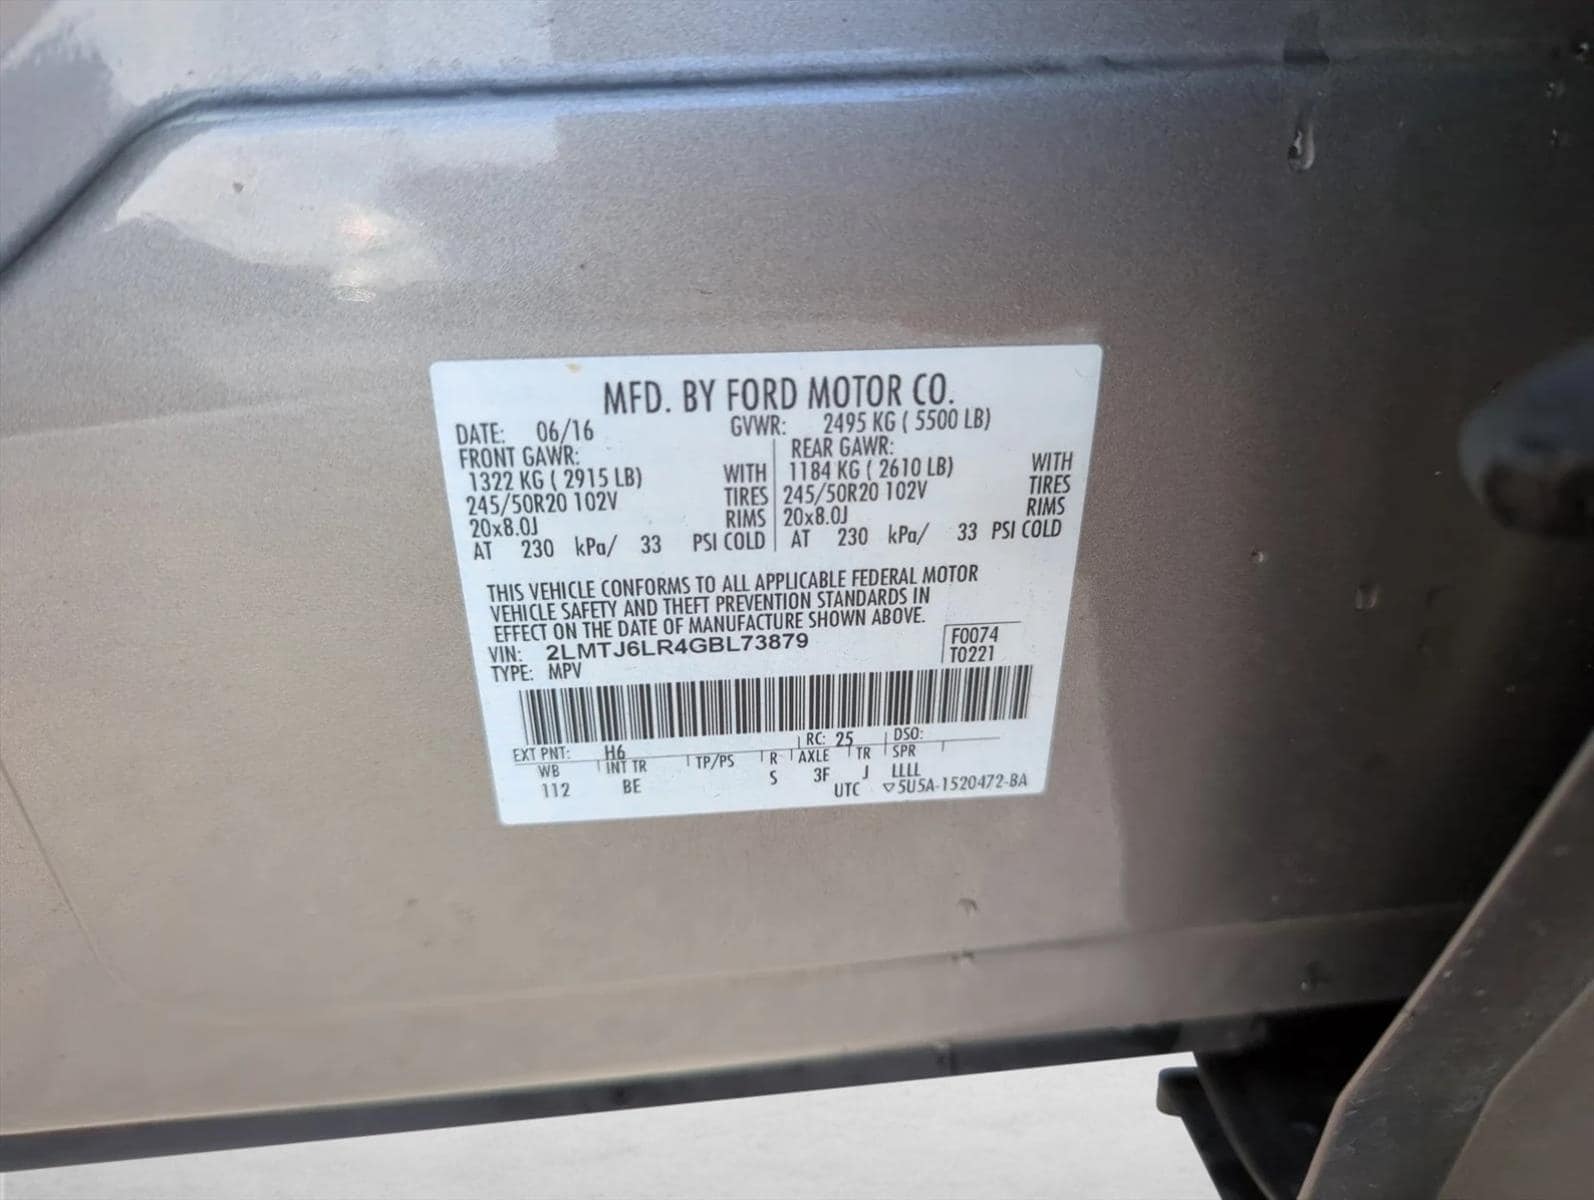 MFD. BY FORD MOTOR CO.
DATE: 06/16 GVWR: 2495 KG ( 5500 LB)
FRONT GAWR: REAR GAWR:
1322 KG ( 2915 LB) WITH 1184 KG ( 2610 LB) WITH
245/50R20 102V TIRES 245/50R20 102V TIRES
20x8.0J RIMS 20x8.0J RIMS
AT 230 kPa/ 33 PSI COLD AT 230 kPa/ 33 PSI COLD
THIS VEHICLE CONFORMS TO ALL APPLICABLE FEDERAL MOTOR
VEHICLE SAFETY AND THEFT PREVENTION STANDARDS IN
EFFECT ON THE DATE OF MANUFACTURE SHOWN ABOVE.
VIN: 2LMTJ6LR4GBL73879 F0074
TYPE: MPV T0221
EXT PNT: H6 RC: 25 DSO:
WB INT TR TP/PS R AXLE TR SPR
112 BE S 3F J LLLL
UTC ▽5U5A-1520472-BA